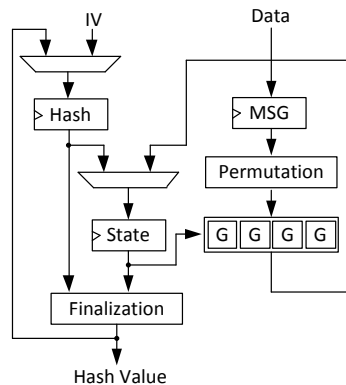 IV
Data
Hash
MSG
Permutation
State
G G G G
Finalization
Hash Value